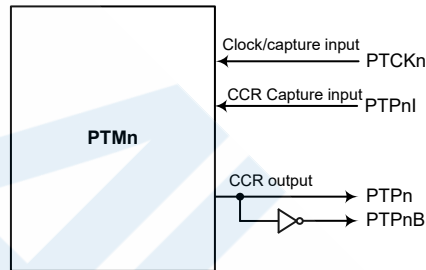 Clock/capture input
PTCKn
CCR Capture input
PTPnI
PTMn
CCR output
PTPn
PTPnB